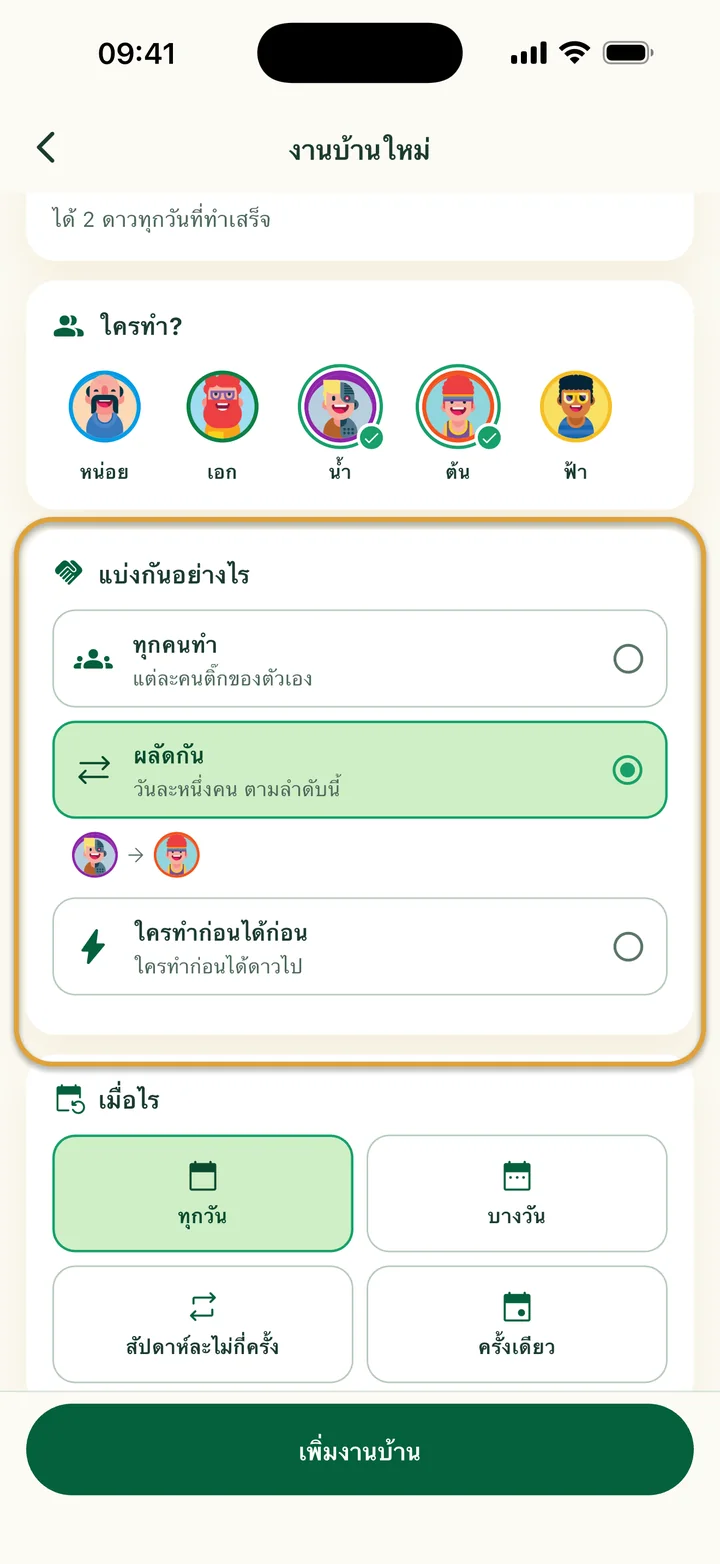 09:41
งานบ้านใหม่
ได้ 2 ดาวทุกวันที่ทำเสร็จ
ใครทำ?
หน่อย
เอก
น้ำ
ต้น
ฟ้า
แบ่งกันอย่างไร
ทุกคนทำ
แต่ละคนติ๊กของตัวเอง
ผลัดกัน
วันละหนึ่งคน ตามลำดับนี้
ใครทำก่อนได้ก่อน
ใครทำก่อนได้ดาวไป
เมื่อไร
ทุกวัน
บางวัน
สัปดาห์ละไม่กี่ครั้ง
ครั้งเดียว
เพิ่มงานบ้าน